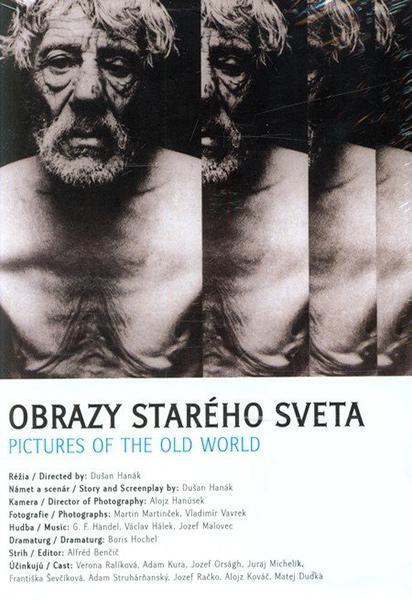 OBRAZY STARÉHO SVETA
PICTURES OF THE OLD WORLD
Réžia / Directed by: Dušan Hanák
Námet a scenár / Story and Screenplay by: Dušan Hanák
Kamera / Director of Photography: Alojz Hanúsek
Fotografie / Photographs: Martin Martinček, Vladimír Vavrek
Hudba / Music: G. F. Händel, Václav Hálek, Jozef Malovec
Dramaturg / Dramaturg: Boris Hochel
Strih / Editor: Alfréd Benčič
Účinkujú / Cast: Verona Ralíková, Adam Kura, Jozef Orságh, Juraj Michelík,
Františka Ševčíková, Adam Struhárňanský, Jozef Račko, Alojz Kováč, Matej Ďuďka